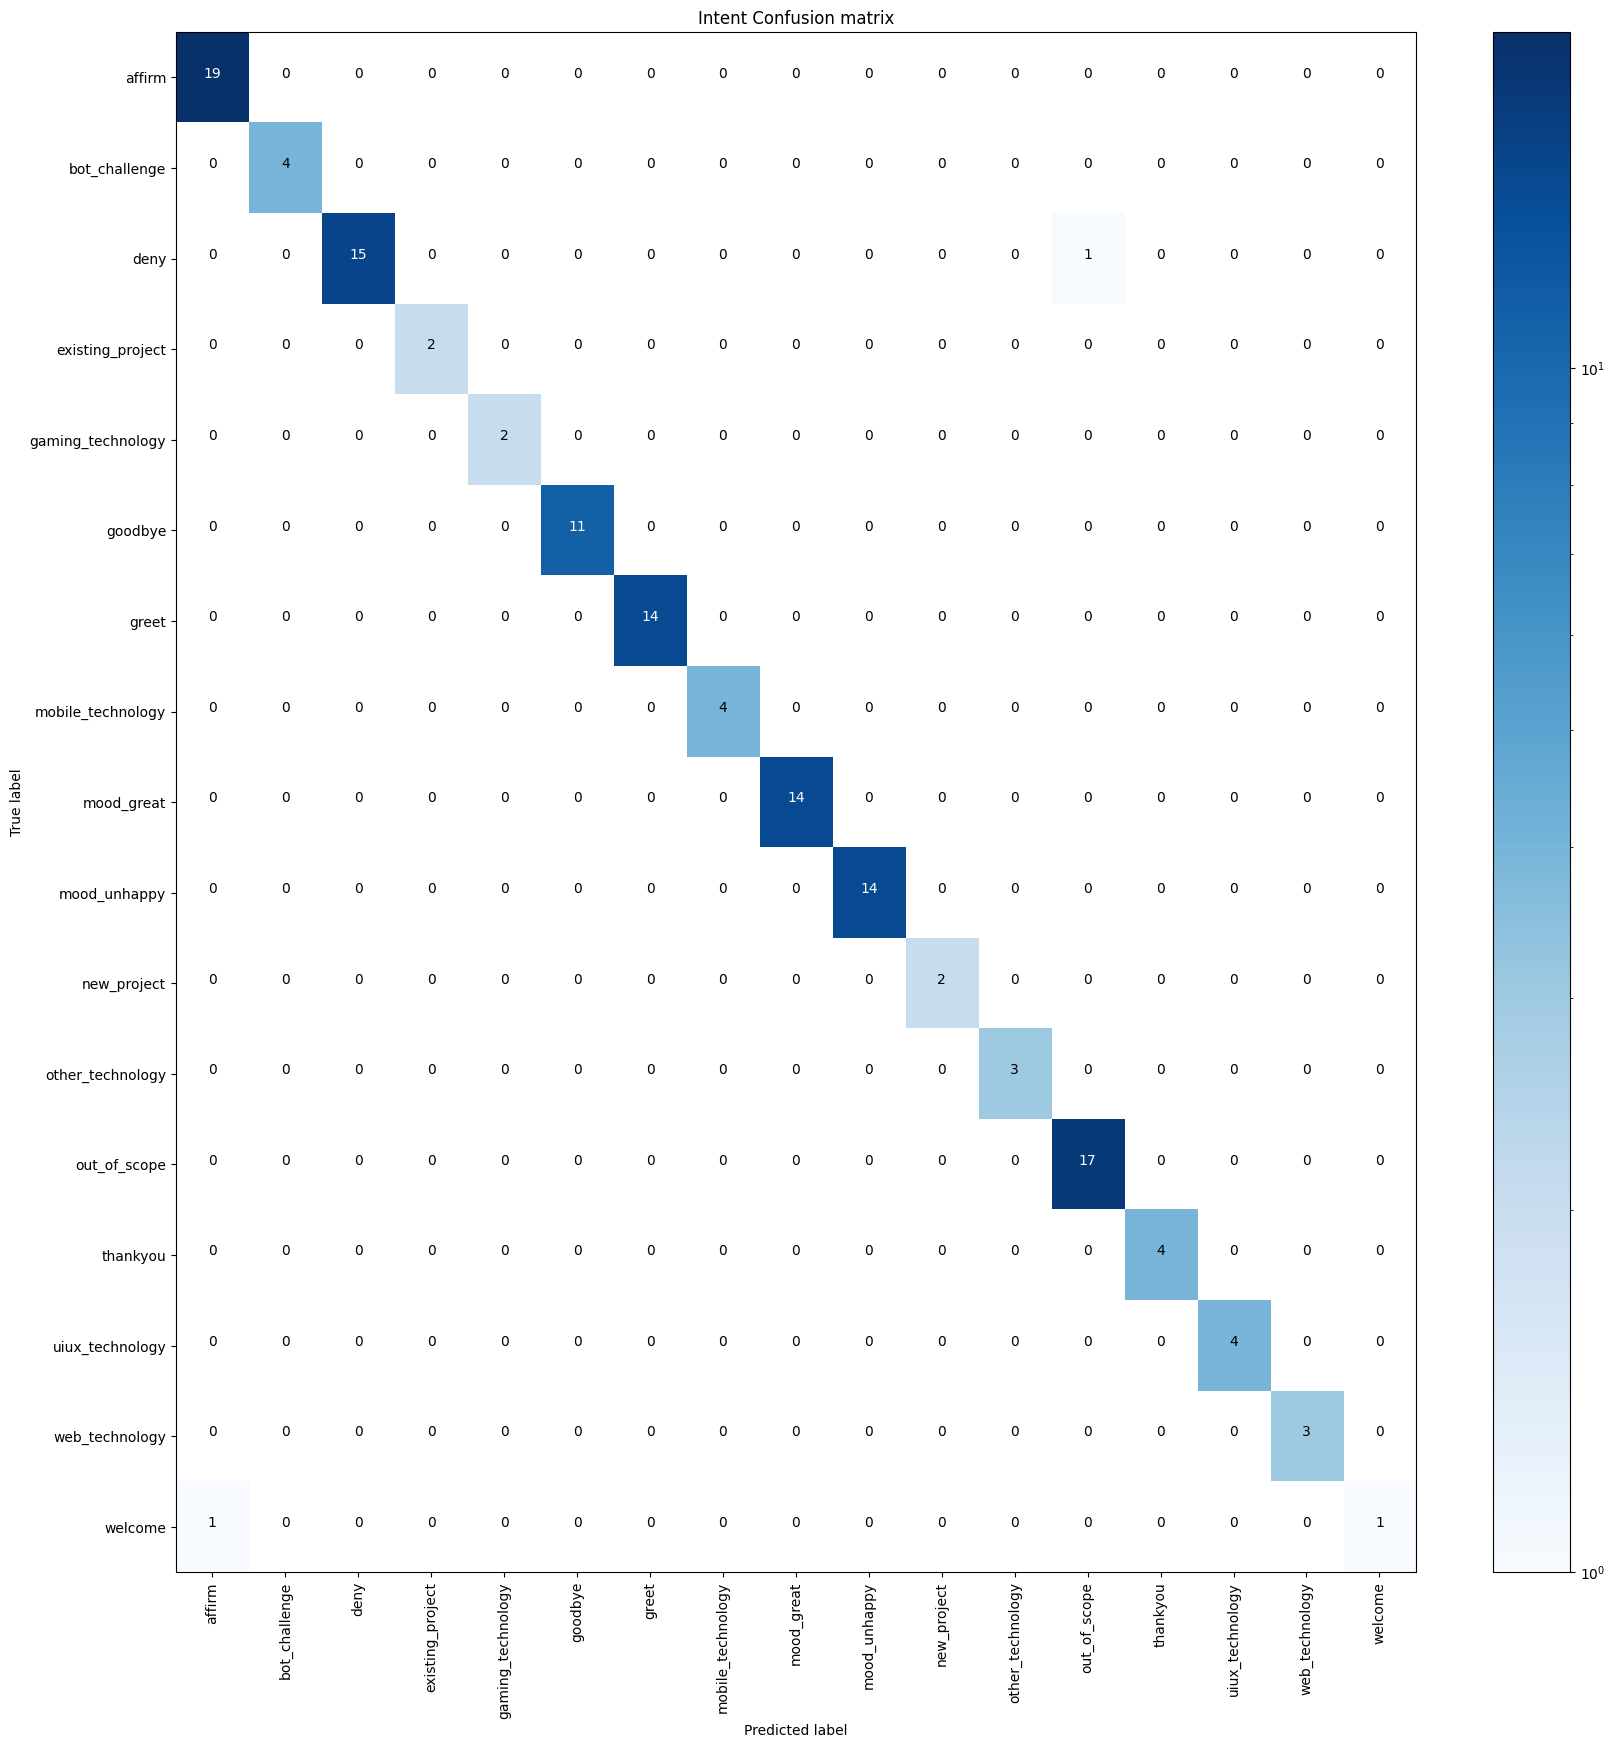 Intent Confusion matrix
affirm 19 0 0 0 0 0 0 0 0 0 0 0 0 0 0 0 0
bot_challenge 0 4 0 0 0 0 0 0 0 0 0 0 0 0 0 0 0
deny 0 0 15 0 0 0 0 0 0 0 0 0 1 0 0 0 0
existing_project 0 0 0 2 0 0 0 0 0 0 0 0 0 0 0 0 0
gaming_technology 0 0 0 0 2 0 0 0 0 0 0 0 0 0 0 0 0
goodbye 0 0 0 0 0 11 0 0 0 0 0 0 0 0 0 0 0
greet 0 0 0 0 0 0 14 0 0 0 0 0 0 0 0 0 0
mobile_technology 0 0 0 0 0 0 0 4 0 0 0 0 0 0 0 0 0
mood_great 0 0 0 0 0 0 0 0 14 0 0 0 0 0 0 0 0
mood_unhappy 0 0 0 0 0 0 0 0 0 14 0 0 0 0 0 0 0
new_project 0 0 0 0 0 0 0 0 0 0 2 0 0 0 0 0 0
other_technology 0 0 0 0 0 0 0 0 0 0 0 3 0 0 0 0 0
out_of_scope 0 0 0 0 0 0 0 0 0 0 0 0 17 0 0 0 0
thankyou 0 0 0 0 0 0 0 0 0 0 0 0 0 4 0 0 0
uiux_technology 0 0 0 0 0 0 0 0 0 0 0 0 0 0 4 0 0
web_technology 0 0 0 0 0 0 0 0 0 0 0 0 0 0 0 3 0
welcome 1 0 0 0 0 0 0 0 0 0 0 0 0 0 0 0 1
True label
affirm
bot_challenge
deny
existing_project
gaming_technology
goodbye
greet
mobile_technology
mood_great
mood_unhappy
new_project
other_technology
out_of_scope
thankyou
uiux_technology
web_technology
welcome
Predicted label
10¹
10⁰